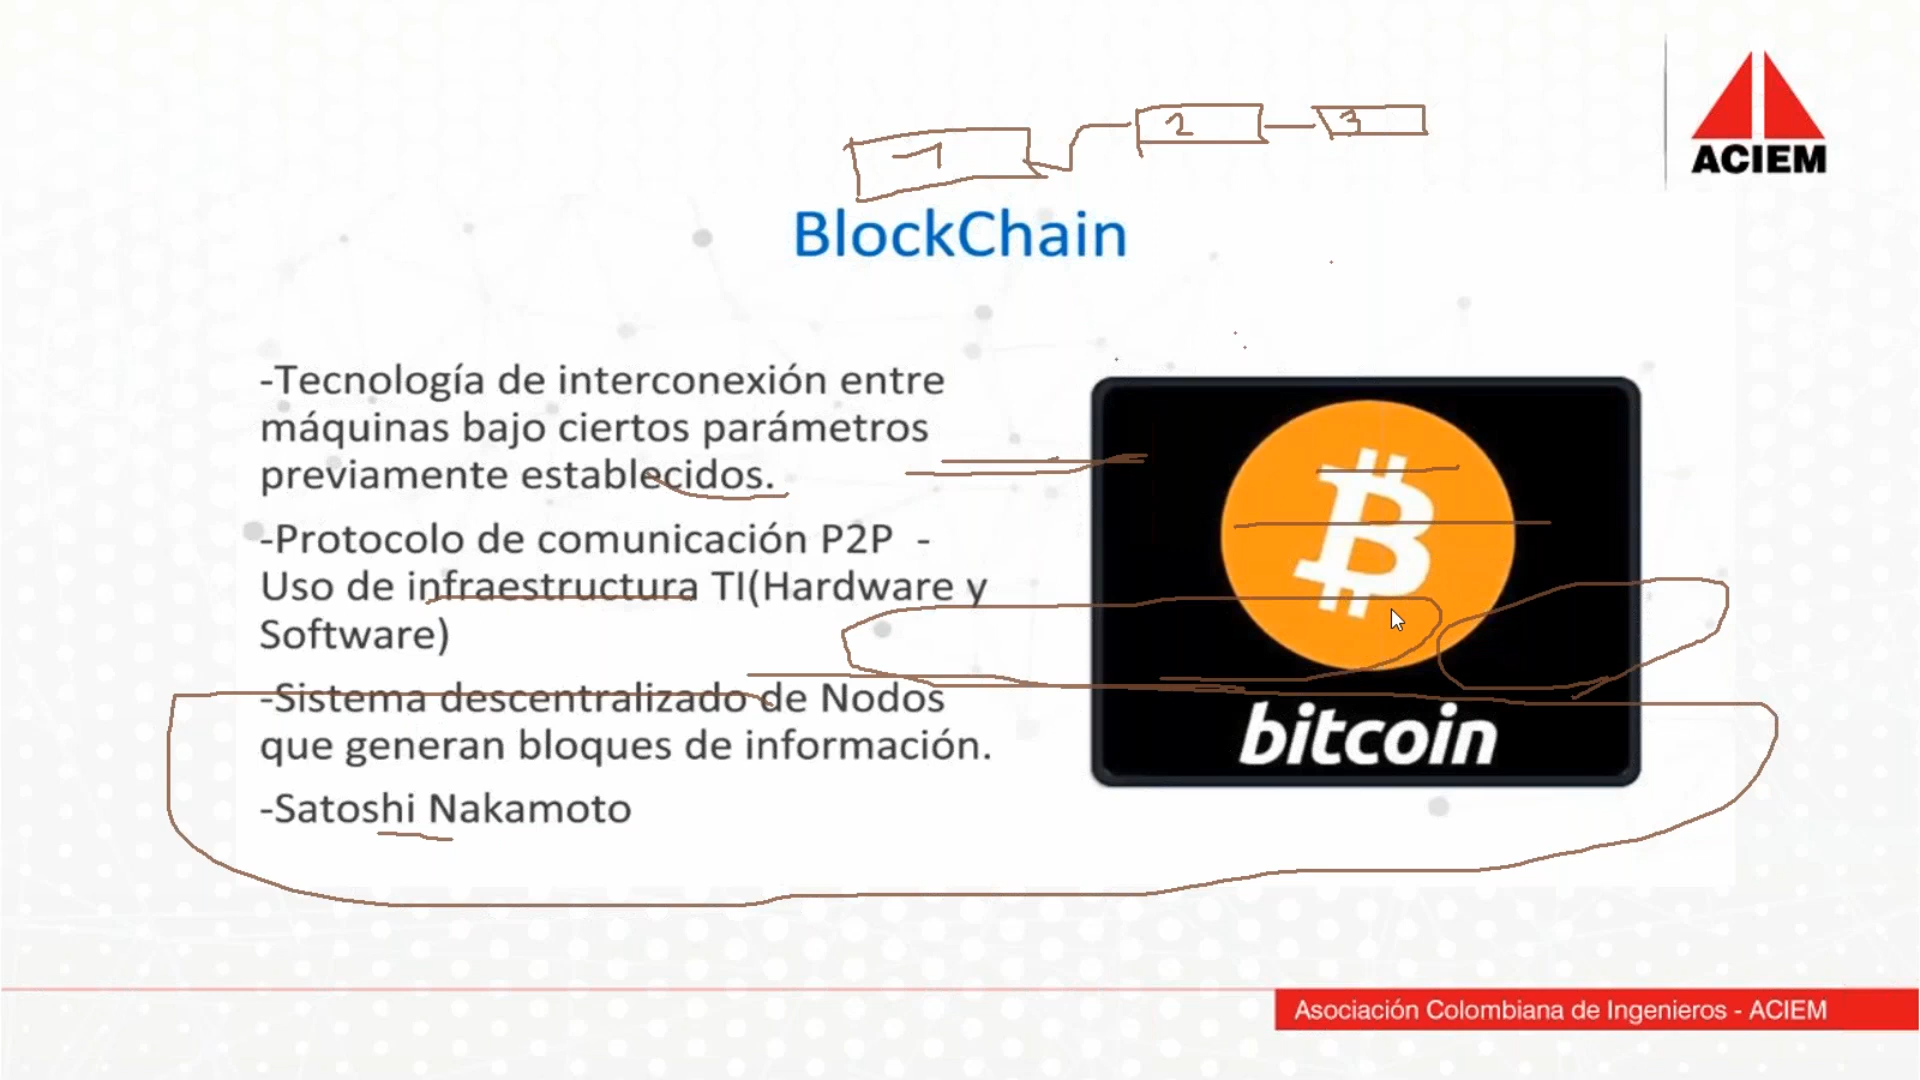 1
2
3
ACIEM
BlockChain
-Tecnología de interconexión entre
máquinas bajo ciertos parámetros
previamente establecidos.
-Protocolo de comunicación P2P -
Uso de infraestructura TI(Hardware y
Software)
-Sistema descentralizado de Nodos
que generan bloques de información.
-Satoshi Nakamoto
bitcoin
Asociación Colombiana de Ingenieros - ACIEM